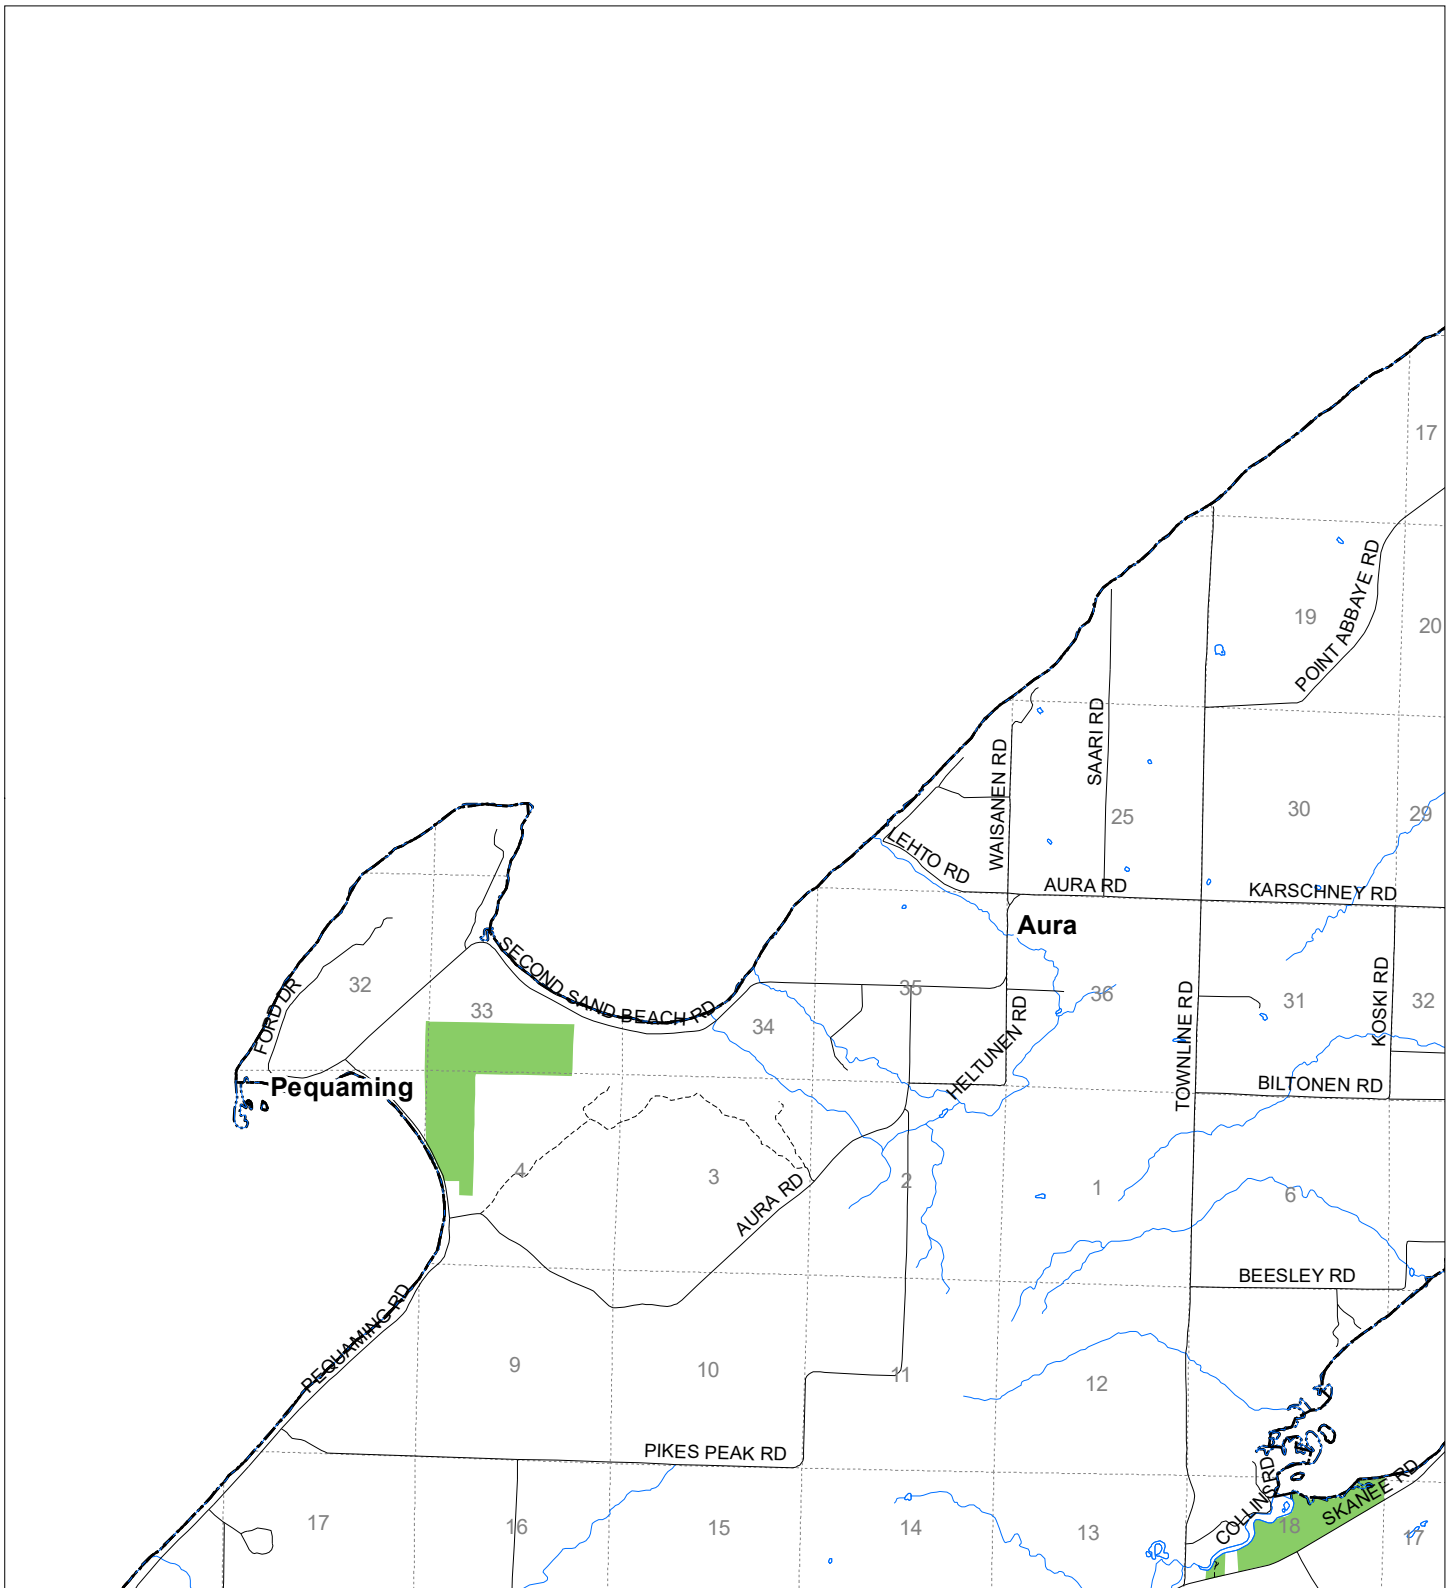 17
19
20
POINT ABBAYE RD
SAARI RD
WAISANEN RD
25
30
29
LEHTO RD
AURA RD
KARSCHNEY RD
Aura
SECOND SAND BEACH RD
32
33
34
35
36
31
32
FORD DR
KOSKI RD
TOWNLINE RD
HELTUNEN RD
Pequaming
BILTONEN RD
4
3
2
1
6
AURA RD
BEESLEY RD
PEQUAMING RD
9
10
11
12
PIKES PEAK RD
COLLINS RD
SKANEE RD
17
16
15
14
13
18
17